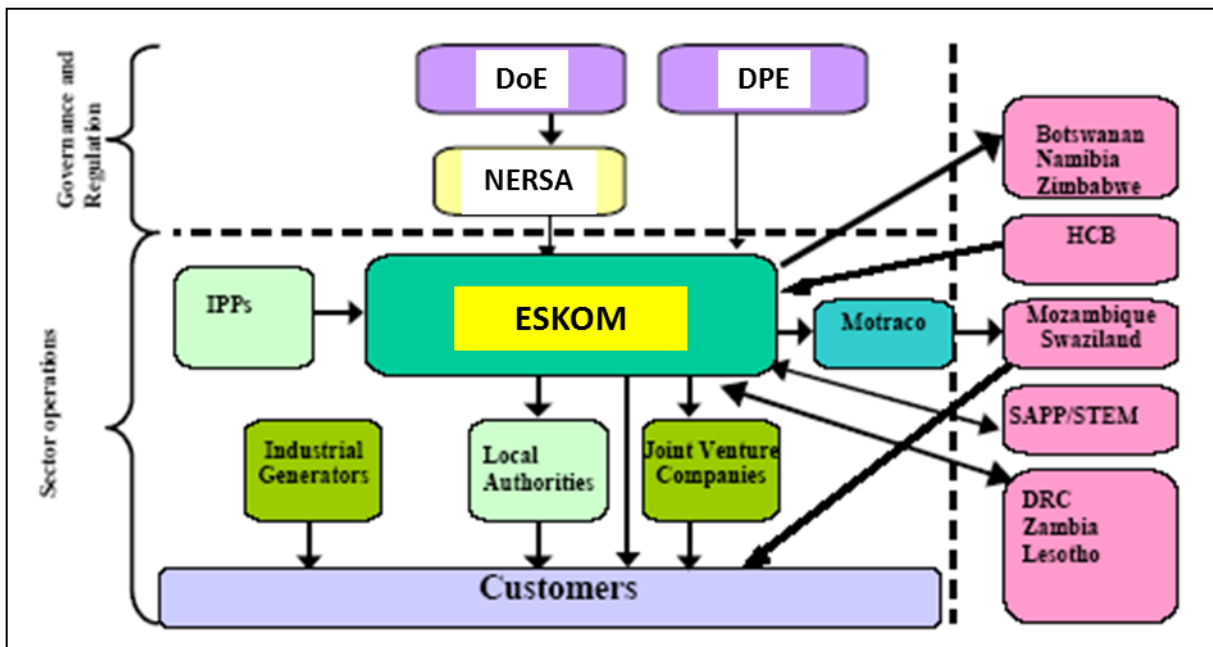 Governance and
Regulation
DoE
DPE
NERSA
Botswanan
Namibia
Zimbabwe
HCB
Sector operations
IPPs
ESKOM
Motraco
Mozambique
Swaziland
Industrial
Generators
Local
Authorities
Joint Venture
Companies
SAPP/STEM
DRC
Zambia
Lesotho
Customers